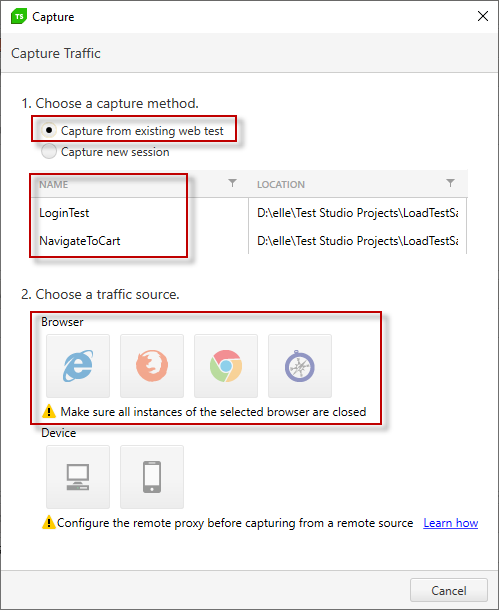 TS Capture
Capture Traffic
1. Choose a capture method.
Capture from existing web test
Capture new session
NAME LOCATION
LoginTest D:\elle\Test Studio Projects\LoadTestSa
NavigateToCart D:\elle\Test Studio Projects\LoadTestSa
2. Choose a traffic source.
Browser
Make sure all instances of the selected browser are closed
Device
Configure the remote proxy before capturing from a remote source Learn how
Cancel